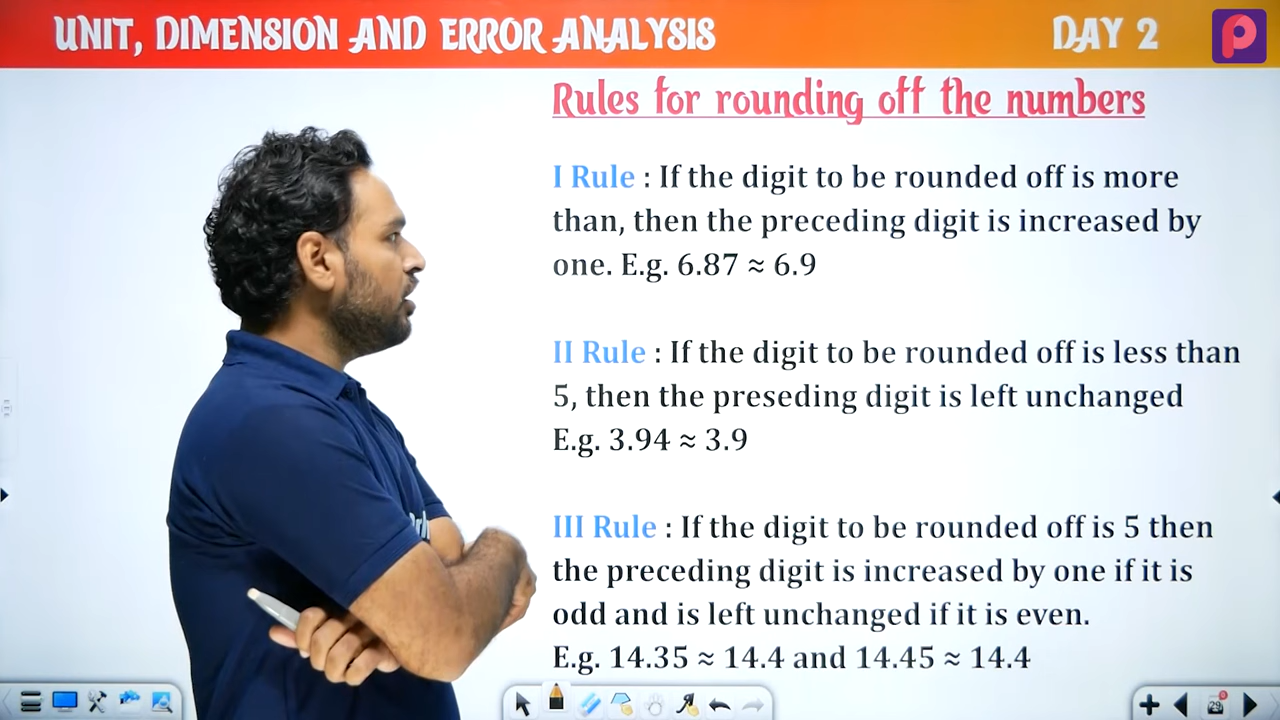 UNIT, DIMENSION AND ERROR ANALYSIS
DAY 2
Rules for rounding off the numbers
I Rule : If the digit to be rounded off is more
than, then the preceding digit is increased by
one. E.g. 6.87 ≈ 6.9
II Rule : If the digit to be rounded off is less than
5, then the preseding digit is left unchanged
E.g. 3.94 ≈ 3.9
III Rule : If the digit to be rounded off is 5 then
the preceding digit is increased by one if it is
odd and is left unchanged if it is even.
E.g. 14.35 ≈ 14.4 and 14.45 ≈ 14.4
29